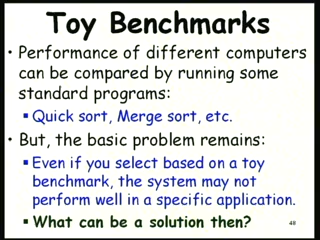 Toy Benchmarks
• Performance of different computers
can be compared by running some
standard programs:
▪ Quick sort, Merge sort, etc.
• But, the basic problem remains:
▪ Even if you select based on a toy
benchmark, the system may not
perform well in a specific application.
▪ What can be a solution then?
48